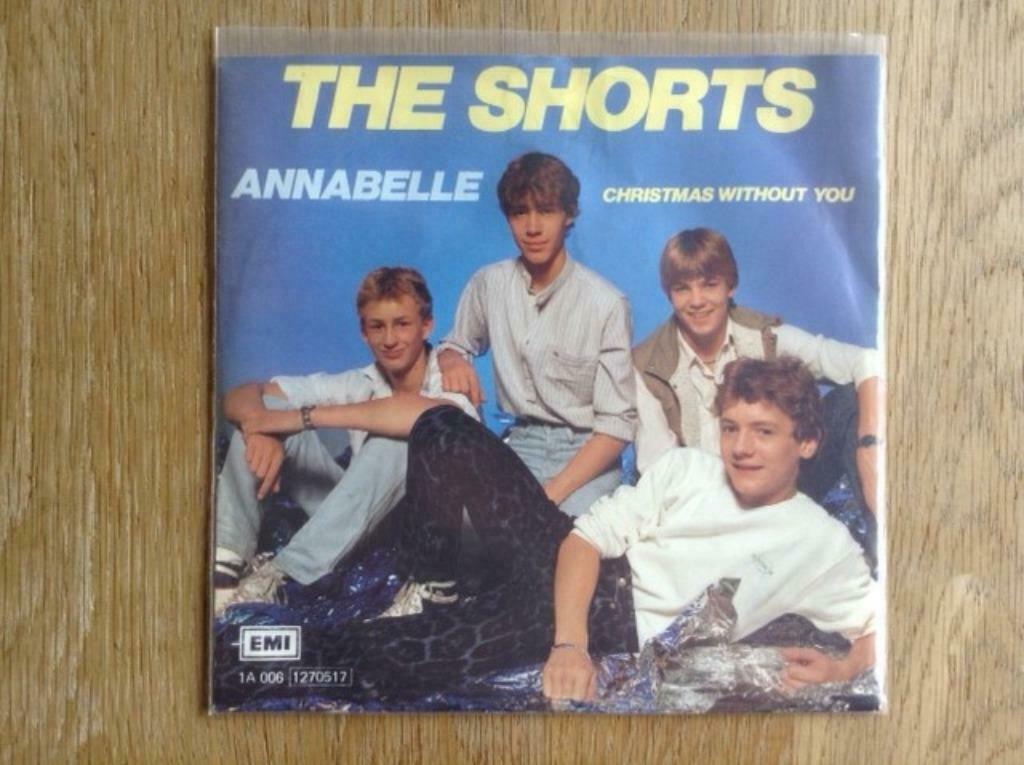 THE SHORTS
ANNABELLE
CHRISTMAS WITHOUT YOU
EMI
1A 006 1270517